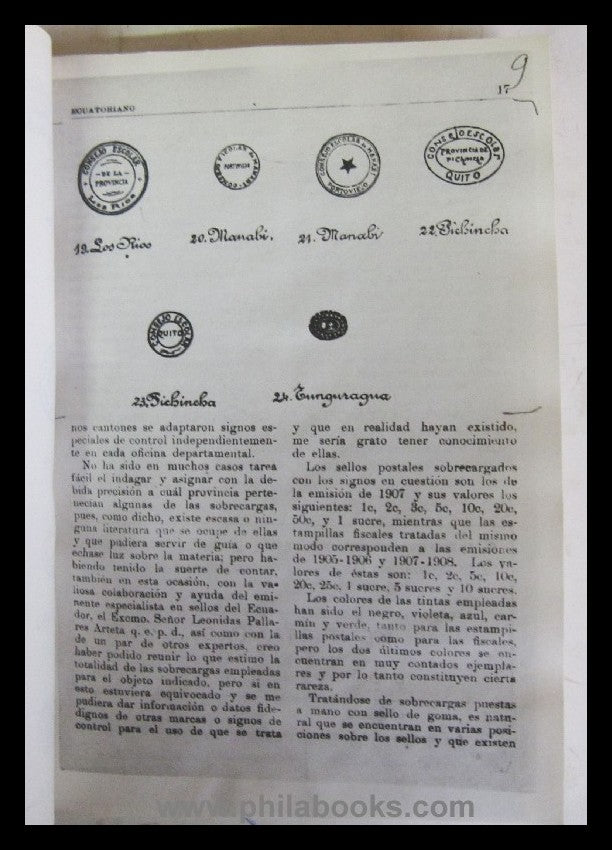 9
17
ECUATORIANO
CONSEJO ESCOLAR
DE LA
PROVINCIA
Los Rios
CONSEJO ESCOLAR
QUITO
PROVINCIA DE
PICHINCHA
PORTOVIEJO
19. Los Rios
20. Manabi.
21. Manabi
22. Pichincha
CONSEJO ESCOLAR
QUITO
23. Pichincha
24. Tunguragua
nos cantones se adaptaron signos es-
peciales de control independientemen-
te en cada oficina departamental.
No ha sido en muchos casos tarea
fácil el indagar y asignar con la de-
bida precisión a cuál provincia perte-
necían algunas de las sobrecargas,
pues, como dicho, existe escasa o nin-
guna literatura que se ocupe de ellas
y que pudiera servir de guía o que
echase luz sobre la materia; pero ha-
biendo tenido la suerte de contar,
también en esta ocasión, con la va-
liosa colaboración y ayuda del emi-
nente especialista en sellos del Ecua-
dor, el Excmo. Señor Leonidas Palla-
res Arteta q. e. p. d., así como con la
de un par de otros expertos, creo
haber podido reunir lo que estimo la
totalidad de las sobrecargas empleadas
para el objeto indicado, pero si en
esto estuviera equivocado y se me
pudiera dar información o datos fide-
dignos de otras marcas o signos de
control para el uso de que se trata
y que en realidad hayan existido,
me sería grato tener conocimiento
de ellas.
Los sellos postales sobrecargados
con los signos en cuestión son los de
la emisión de 1907 y sus valores los
siguientes: 1c, 2c, 3c, 5c, 10c, 20c,
50c, y 1 sucre, mientras que las es-
tampillas fiscales tratadas del mismo
modo corresponden a las emisiones
de 1905-1906 y 1907-1908. Los va-
lores de éstas son: 1c, 2c, 5c, 10c,
20c, 25c, 1 sucre, 5 sucres y 10 sucres.
Los colores de las tintas empleadas
han sido el negro, violeta, azul, car-
mín y verde, tanto para las estampi-
llas postales como para las fiscales,
pero los dos últimos colores se en-
cuentran en muy contados ejempla-
res y por lo tanto constituyen cierta
rareza.
Tratándose de sobrecargas puestas
a mano con sello de goma, es natu-
ral que se encuentran en varias posi-
ciones sobre los sellos y que existen
www.philabooks.com